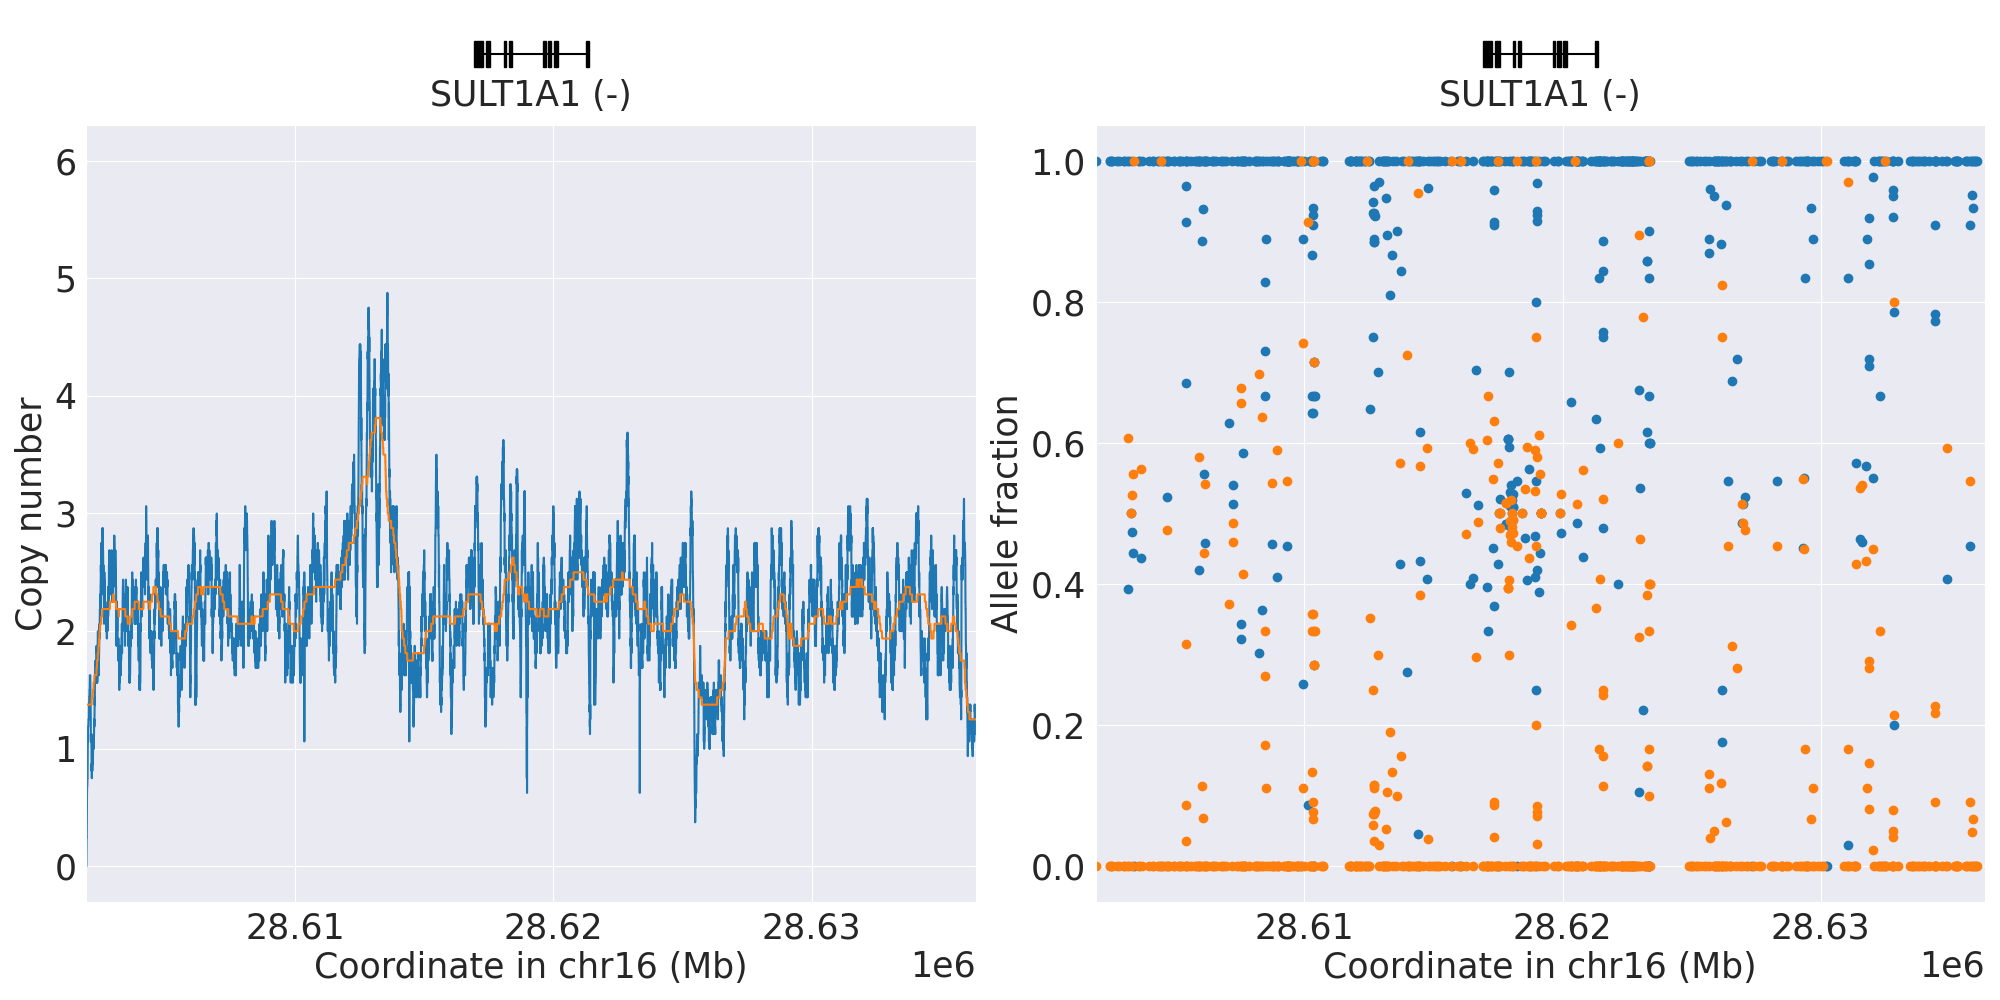 SULT1A1 (-)
Copy number
6
5
4
3
2
1
0
28.61
28.62
28.63
Coordinate in chr16 (Mb)
1e6
SULT1A1 (-)
Allele fraction
1.0
0.8
0.6
0.4
0.2
0.0
28.61
28.62
28.63
Coordinate in chr16 (Mb)
1e6